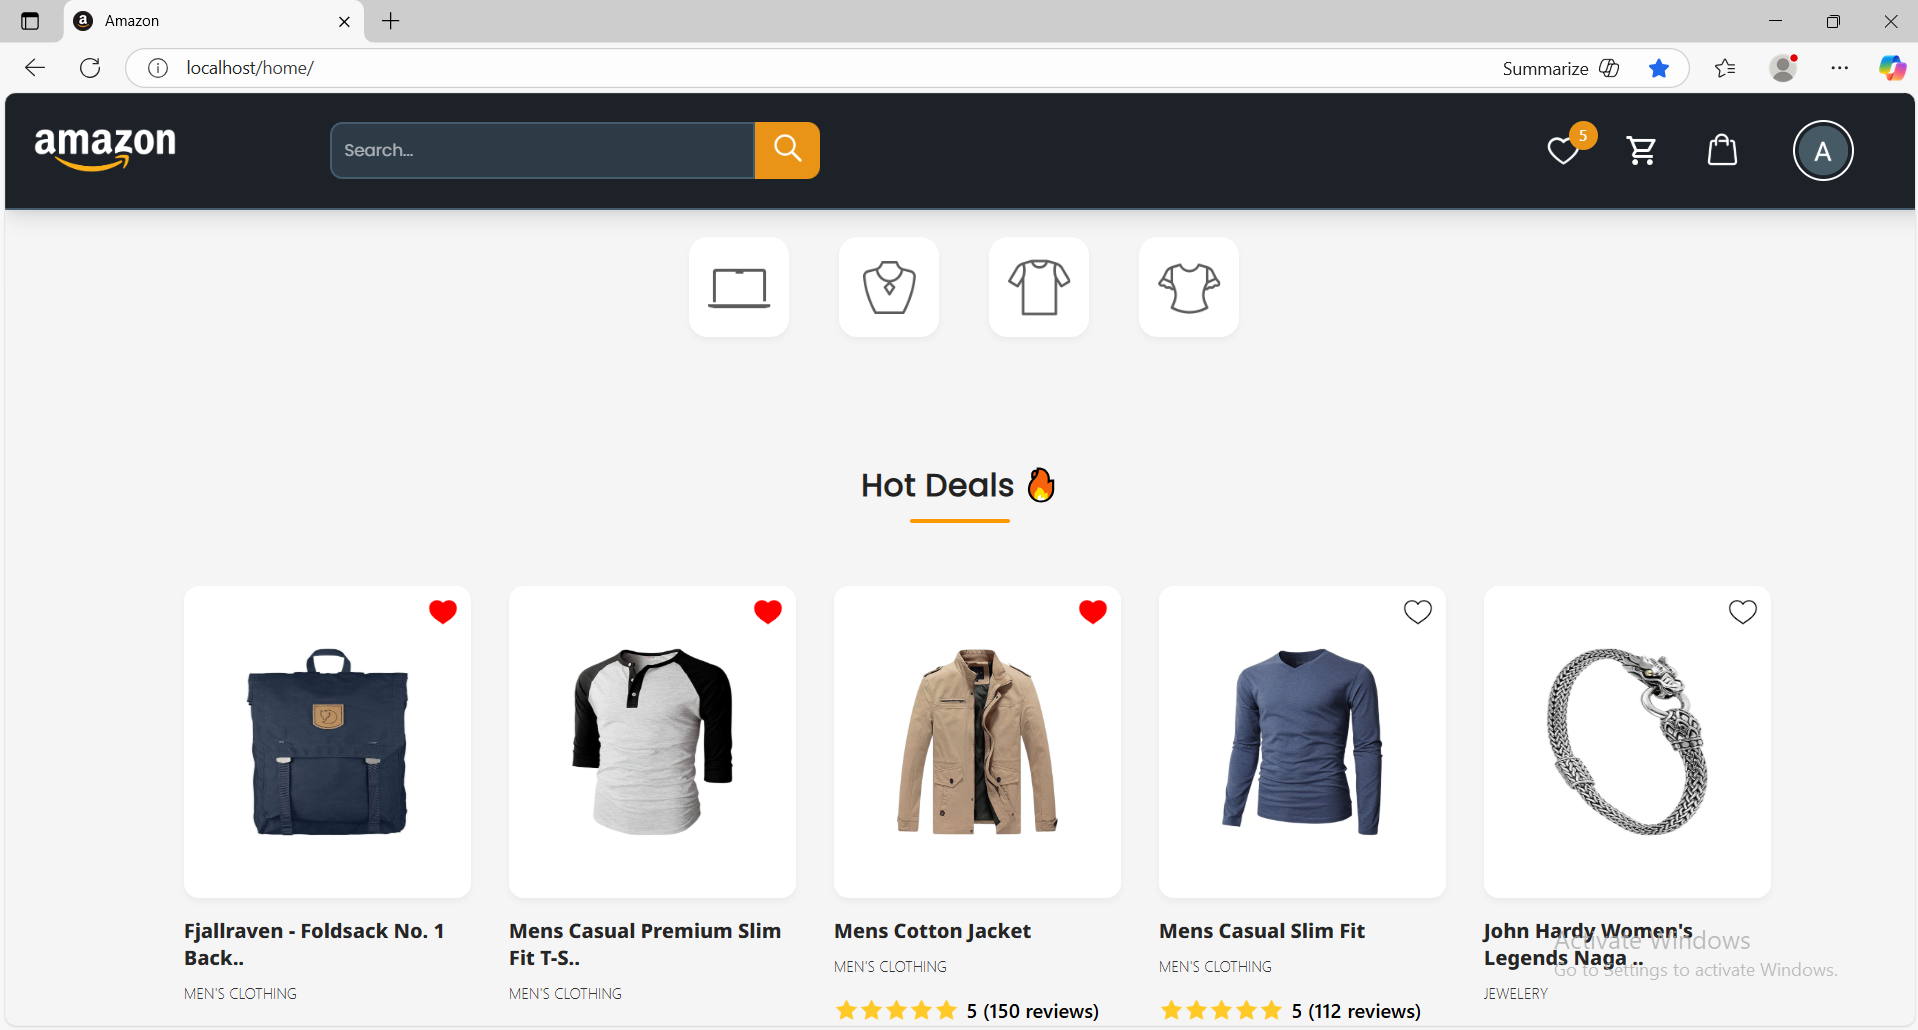 Amazon
localhost/home/
Summarize
amazon
Search...
5
A
Hot Deals
Fjallraven - Foldsack No. 1
Back..
MEN'S CLOTHING
Mens Casual Premium Slim
Fit T-S..
MEN'S CLOTHING
Mens Cotton Jacket
MEN'S CLOTHING
5 (150 reviews)
Mens Casual Slim Fit
MEN'S CLOTHING
5 (112 reviews)
John Hardy Women's
Legends Naga ..
JEWELERY
Activate Windows
Go to Settings to activate Windows.